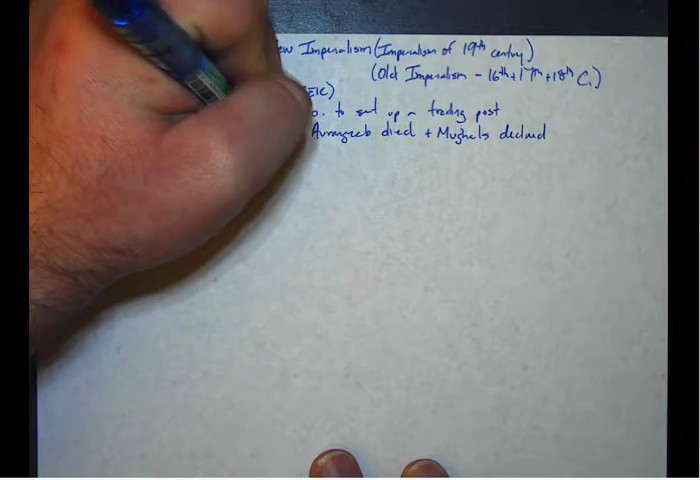 ew Imperialism (Imperialism of 19th century)
(Old Imperialism - 16th + 17th + 18th C.)
EIC)
o. to set up a trading post
Avrangzeb died + Mughals declined